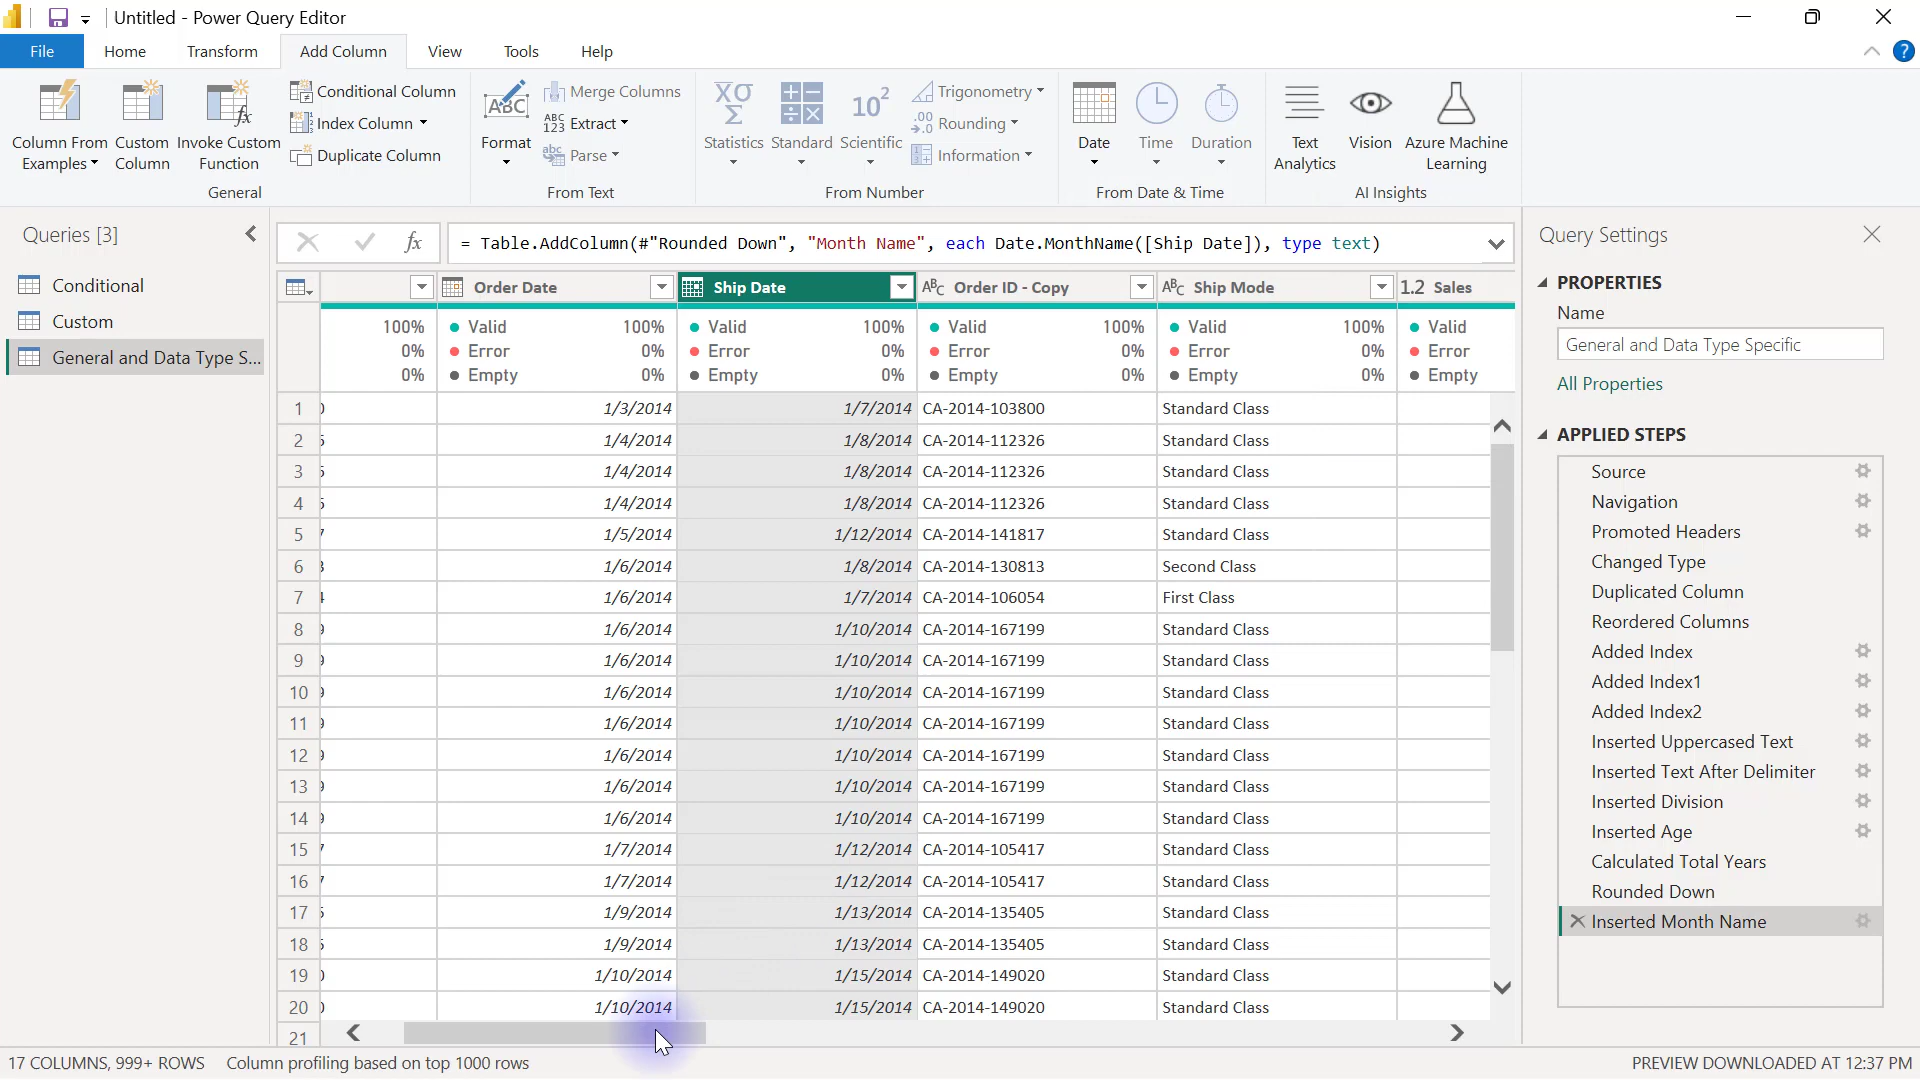 Untitled - Power Query Editor
File Home Transform Add Column View Tools Help
Column From Examples
Custom Column
Invoke Custom Function
Conditional Column
Index Column
Duplicate Column
General
ABC
Format
Merge Columns
ABC 123 Extract
abc Parse
From Text
Xσ Σ
Statistics
Standard
10²
Scientific
Trigonometry
.00 →.0 Rounding
Information
From Number
Date
Time
Duration
From Date & Time
Text Analytics
Vision
Azure Machine Learning
AI Insights
Queries [3]
Conditional
Custom
General and Data Type S...
fx = Table.AddColumn(#"Rounded Down", "Month Name", each Date.MonthName([Ship Date]), type text)
Order Date Ship Date ABC Order ID - Copy ABC Ship Mode 1.2 Sales
100% Valid 100% Valid 100% Valid 100% Valid 100% Valid
0% Error 0% Error 0% Error 0% Error 0% Error
0% Empty 0% Empty 0% Empty 0% Empty 0% Empty
1 1/3/2014 1/7/2014 CA-2014-103800 Standard Class
2 1/4/2014 1/8/2014 CA-2014-112326 Standard Class
3 1/4/2014 1/8/2014 CA-2014-112326 Standard Class
4 1/4/2014 1/8/2014 CA-2014-112326 Standard Class
5 1/5/2014 1/12/2014 CA-2014-141817 Standard Class
6 1/6/2014 1/8/2014 CA-2014-130813 Second Class
7 1/6/2014 1/7/2014 CA-2014-106054 First Class
8 1/6/2014 1/10/2014 CA-2014-167199 Standard Class
9 1/6/2014 1/10/2014 CA-2014-167199 Standard Class
10 1/6/2014 1/10/2014 CA-2014-167199 Standard Class
11 1/6/2014 1/10/2014 CA-2014-167199 Standard Class
12 1/6/2014 1/10/2014 CA-2014-167199 Standard Class
13 1/6/2014 1/10/2014 CA-2014-167199 Standard Class
14 1/6/2014 1/10/2014 CA-2014-167199 Standard Class
15 1/7/2014 1/12/2014 CA-2014-105417 Standard Class
16 1/7/2014 1/12/2014 CA-2014-105417 Standard Class
17 1/9/2014 1/13/2014 CA-2014-135405 Standard Class
18 1/9/2014 1/13/2014 CA-2014-135405 Standard Class
19 1/10/2014 1/15/2014 CA-2014-149020 Standard Class
20 1/10/2014 1/15/2014 CA-2014-149020 Standard Class
21
Query Settings
PROPERTIES
Name
General and Data Type Specific
All Properties
APPLIED STEPS
Source
Navigation
Promoted Headers
Changed Type
Duplicated Column
Reordered Columns
Added Index
Added Index1
Added Index2
Inserted Uppercased Text
Inserted Text After Delimiter
Inserted Division
Inserted Age
Calculated Total Years
Rounded Down
Inserted Month Name
17 COLUMNS, 999+ ROWS Column profiling based on top 1000 rows PREVIEW DOWNLOADED AT 12:37 PM